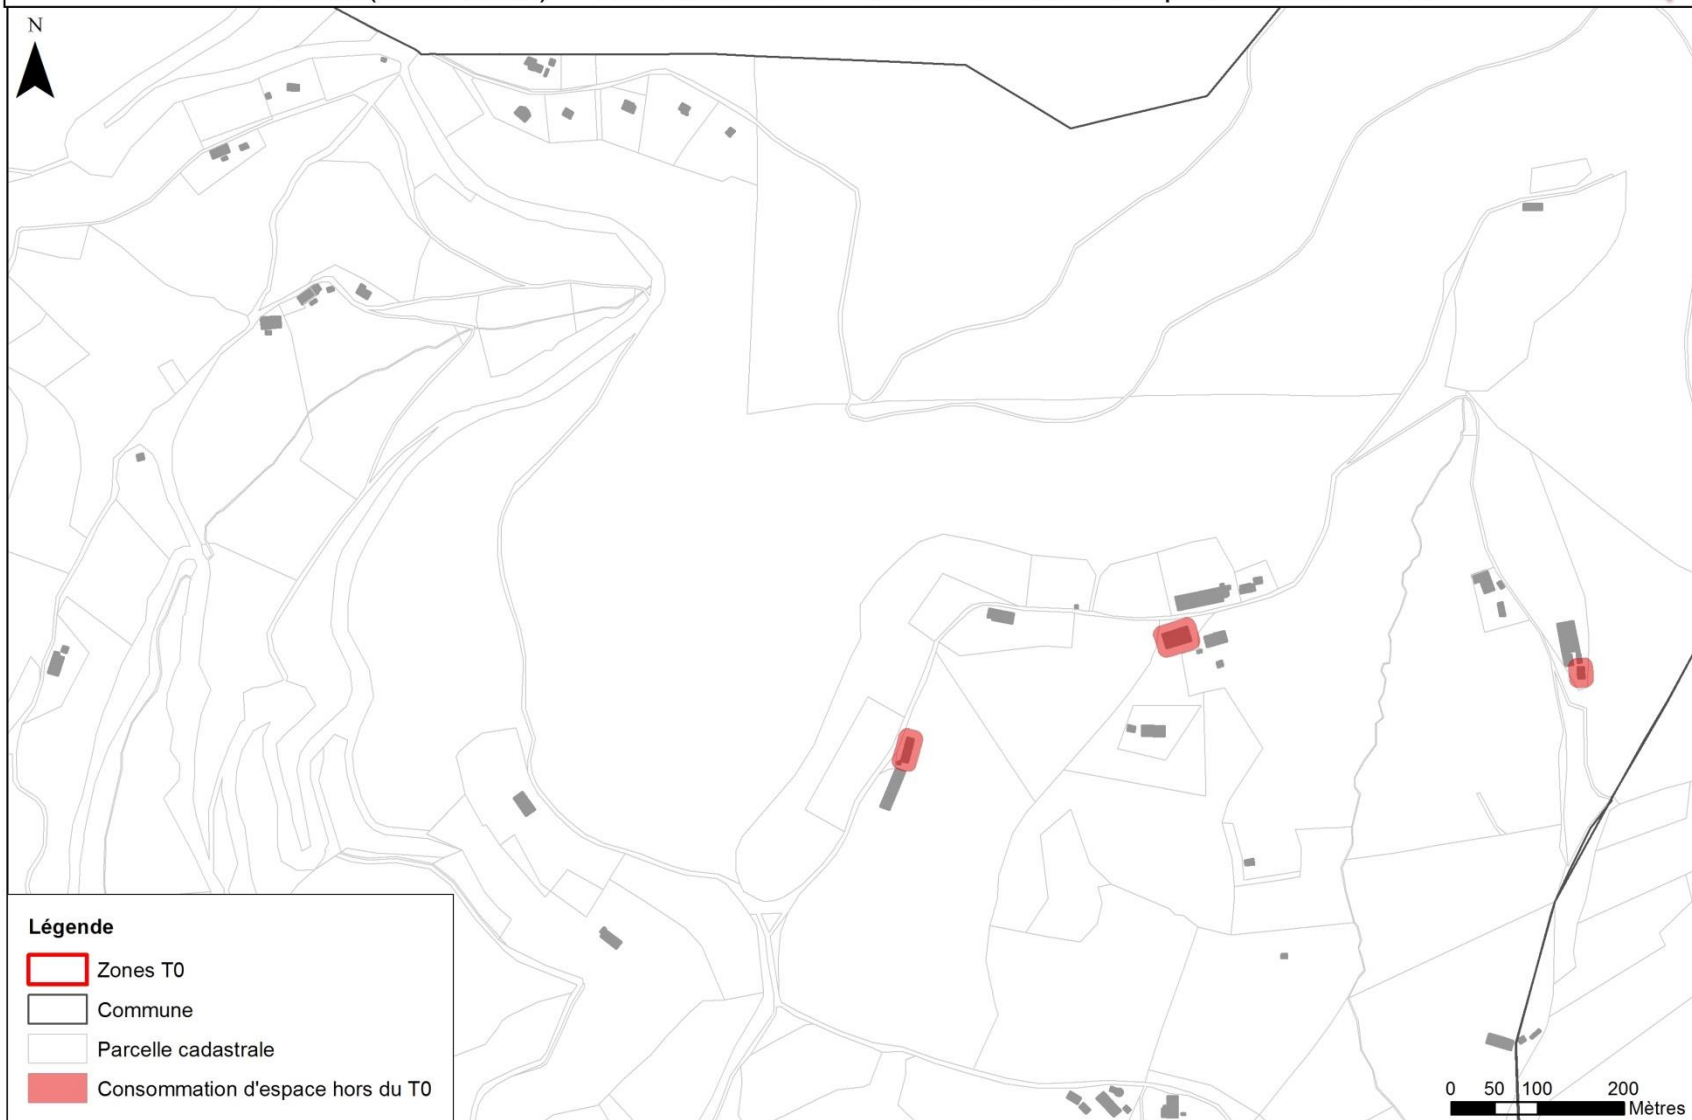 N
Légende
Zones T0
Commune
Parcelle cadastrale
Consommation d'espace hors du T0
0 50 100 200
Mètres